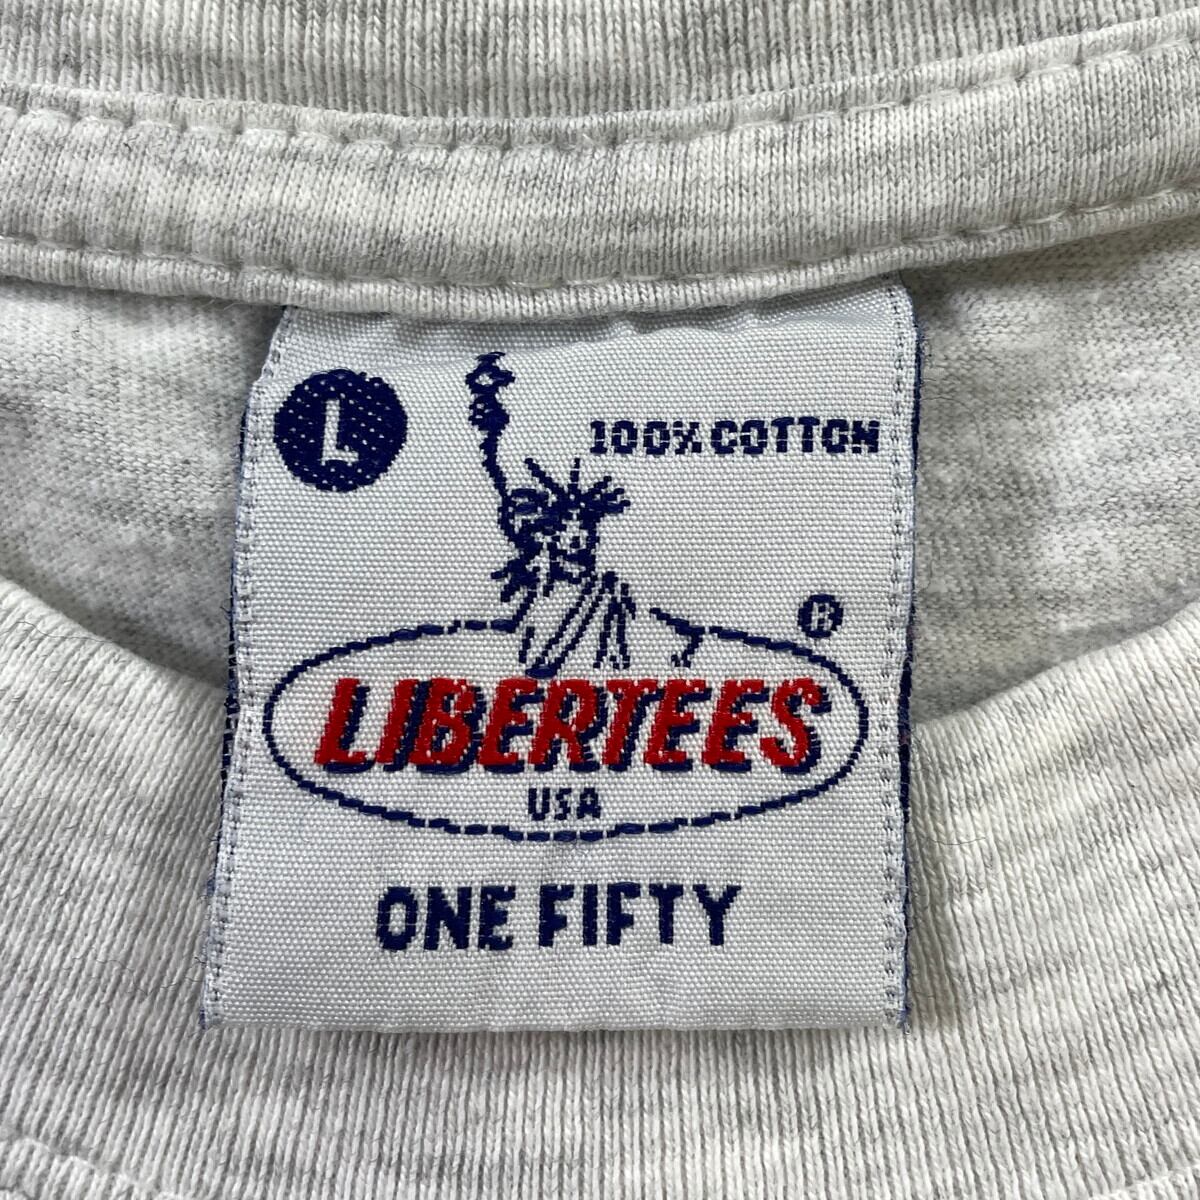 L
100% COTTON
®
LIBERTEES
USA
ONE FIFTY